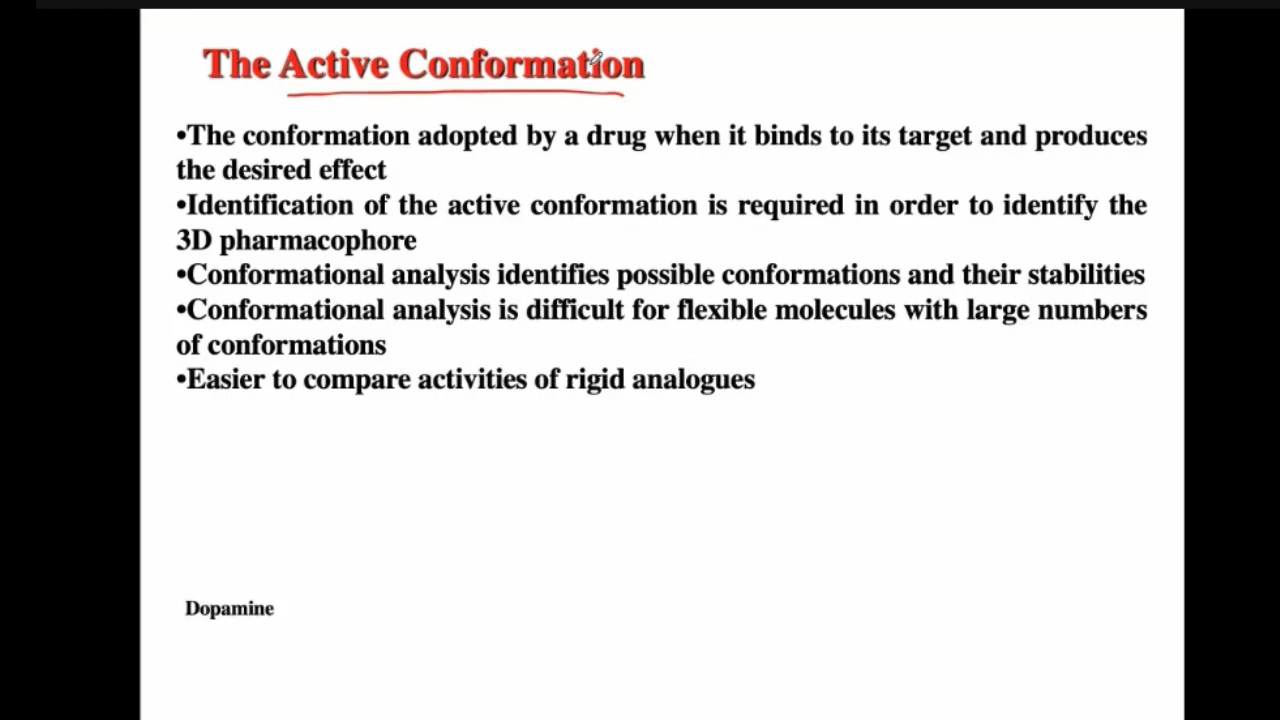 The Active Conformation
•The conformation adopted by a drug when it binds to its target and produces
the desired effect
•Identification of the active conformation is required in order to identify the
3D pharmacophore
•Conformational analysis identifies possible conformations and their stabilities
•Conformational analysis is difficult for flexible molecules with large numbers
of conformations
•Easier to compare activities of rigid analogues
Dopamine